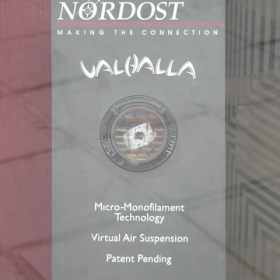 NORDOST
MAKING THE CONNECTION
VALHALLA
Micro-Monofilament
Technology
Virtual Air Suspension
Patent Pending